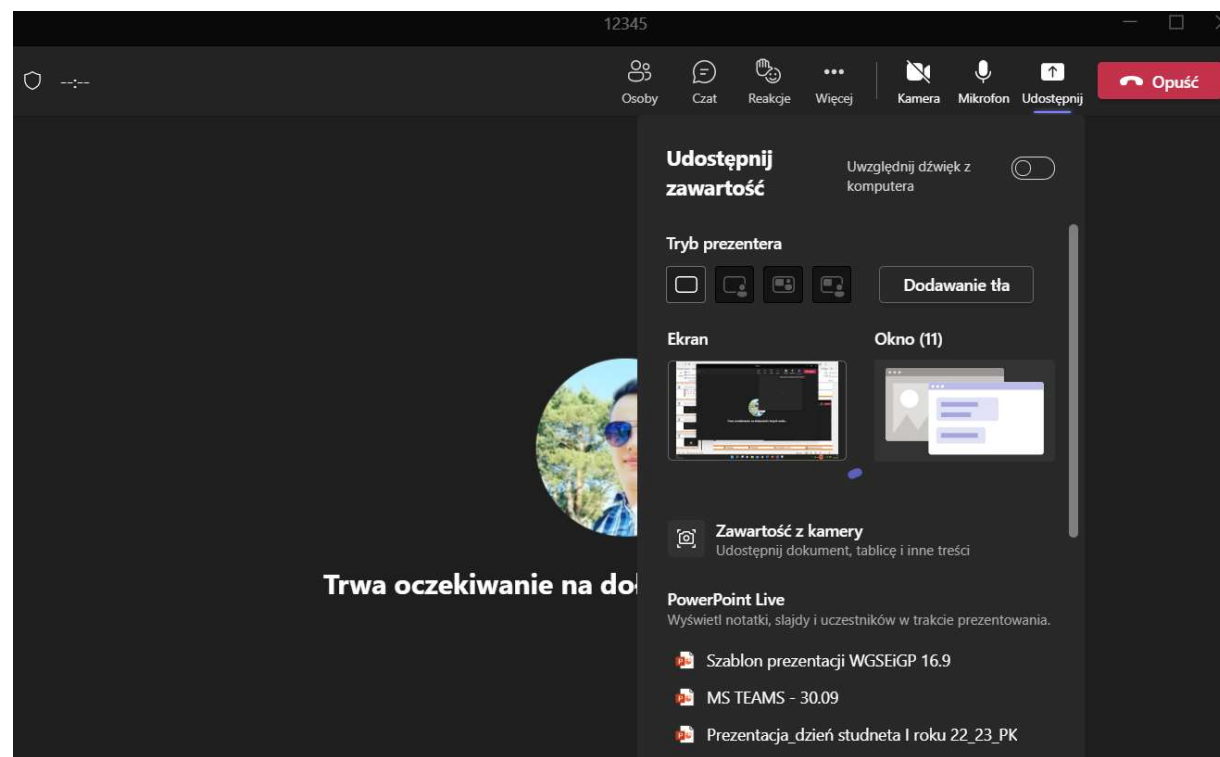 12345
--:--
Osoby Czat Reakcje Więcej Kamera Mikrofon Udostępnij Opuść
Udostępnij
zawartość
Uwzględnij dźwięk z
komputera
Tryb prezentera
Dodawanie tła
Ekran Okno (11)
Zawartość z kamery
Udostępnij dokument, tablicę i inne treści
Trwa oczekiwanie na
PowerPoint Live
Wyświetl notatki, slajdy i uczestników w trakcie prezentowania.
Szablon prezentacji WGSEiGP 16.9
MS TEAMS - 30.09
Prezentacja_dzień studneta I roku 22_23_PK